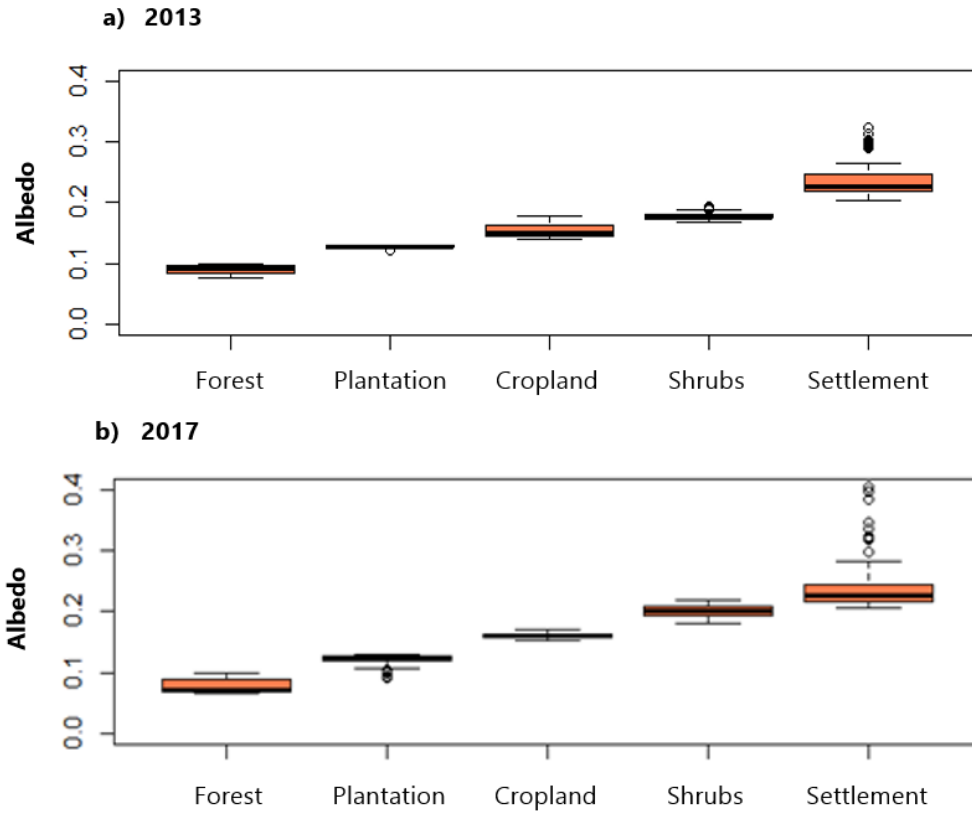 a) 2013
0.4
0.3
0.2
0.1
0.0
Albedo
Forest Plantation Cropland Shrubs Settlement
b) 2017
0.4
0.3
0.2
0.1
0.0
Albedo
Forest Plantation Cropland Shrubs Settlement